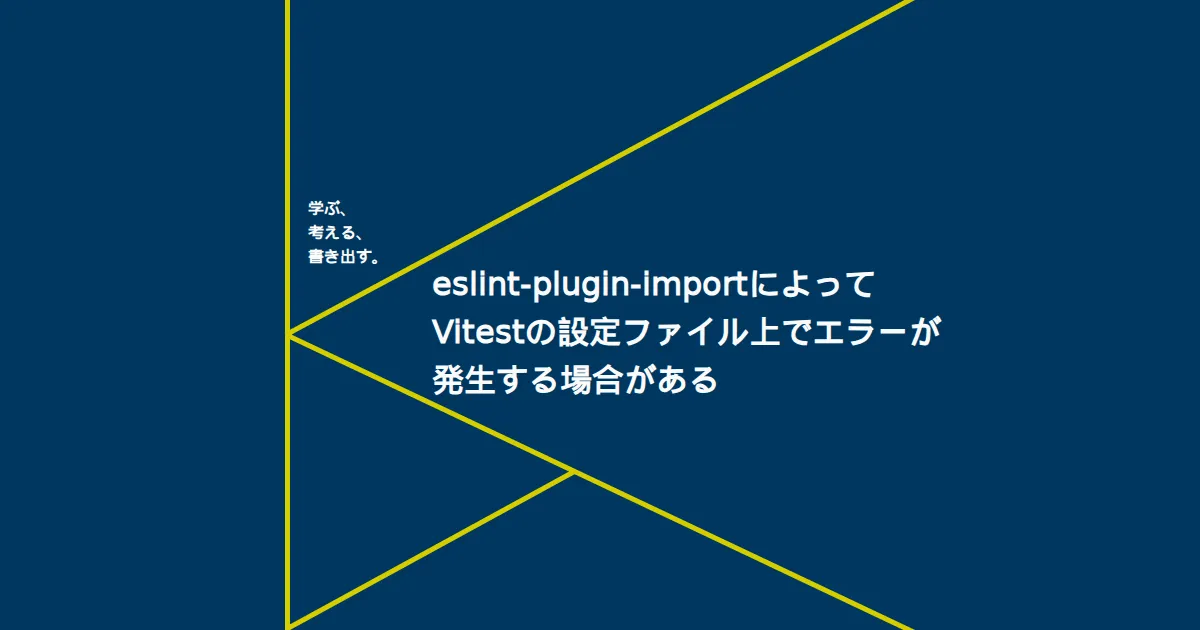 学ぶ、
考える、
書き出す。
eslint-plugin-importによって
Vitestの設定ファイル上でエラーが
発生する場合がある